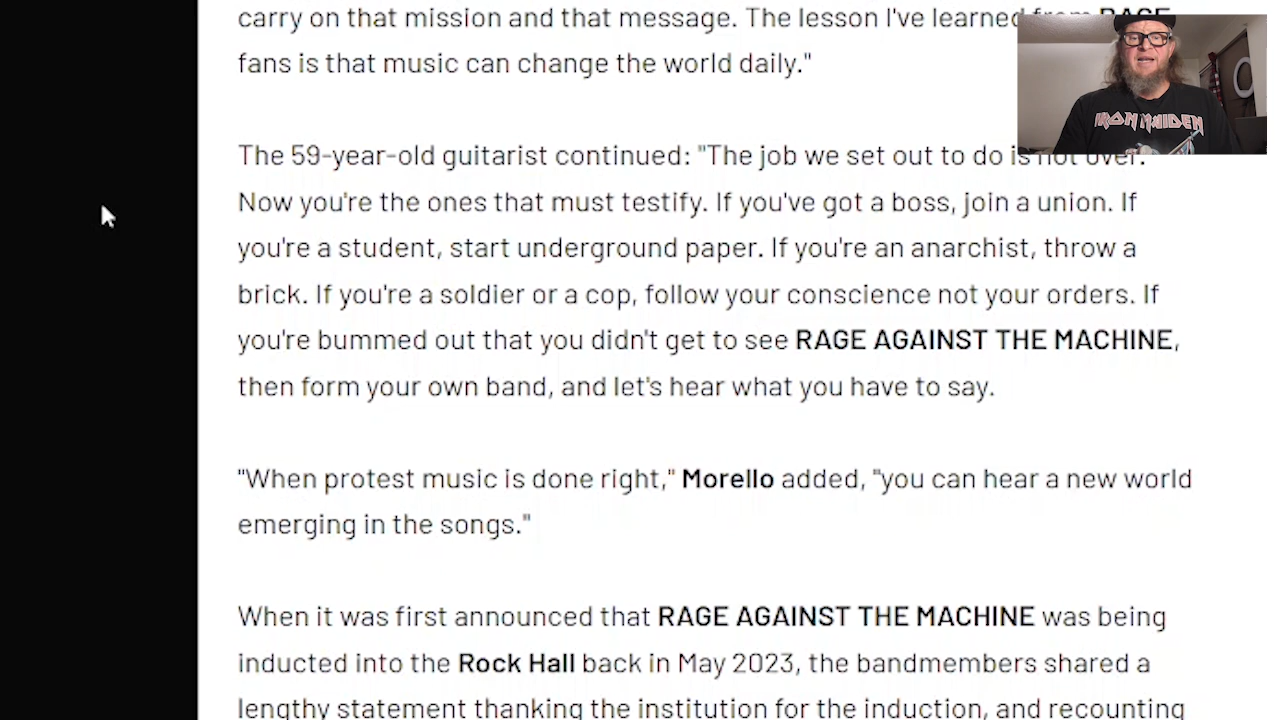 carry on that mission and that message. The lesson I've learned from RAGE
fans is that music can change the world daily."
The 59-year-old guitarist continued: "The job we set out to do is not over.
Now you're the ones that must testify. If you've got a boss, join a union. If
you're a student, start underground paper. If you're an anarchist, throw a
brick. If you're a soldier or a cop, follow your conscience not your orders. If
you're bummed out that you didn't get to see RAGE AGAINST THE MACHINE,
then form your own band, and let's hear what you have to say.
"When protest music is done right," Morello added, "you can hear a new world
emerging in the songs."
When it was first announced that RAGE AGAINST THE MACHINE was being
inducted into the Rock Hall back in May 2023, the bandmembers shared a
lengthy statement thanking the institution for the induction, and recounting
IRON MAIDEN